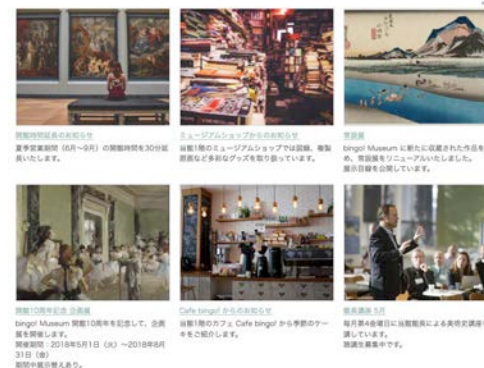 開館時間延長のお知らせ
夏季営業期間（6月〜9月）の開館時間を30分延
長いたします。
ミュージアムショップからのお知らせ
当館1階のミュージアムショップでは図録、複製
原画など多彩なグッズを取り扱っています。
常設展
bingo! Museum に新たに収蔵された作品を
め、常設展をリニューアルいたしました。
展示目録を公開しています。
開館10周年記念 企画展
bingo! Museum 開館10周年を記念して、企画
展を開催します。
開催期間：2018年5月1日（火）〜2018年8月
31日（金）
期間中展示替えあり。
Cafe bingo! からのお知らせ
当館1階のカフェ Cafe bingo! から季節のケー
キをご紹介します。
館長講座 5月
毎月第4金曜日に当館館長による美術史講座を
講しています。
聴講生募集中です。